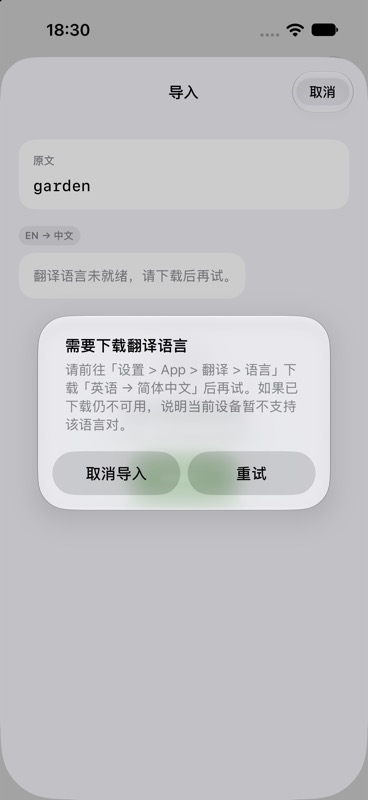 18:30
导入
取消
原文
garden
EN → 中文
翻译语言未就绪，请下载后再试。
需要下载翻译语言
请前往「设置 > App > 翻译 > 语言」下
载「英语 → 简体中文」后再试。如果已
下载仍不可用，说明当前设备暂不支持
该语言对。
取消导入
重试